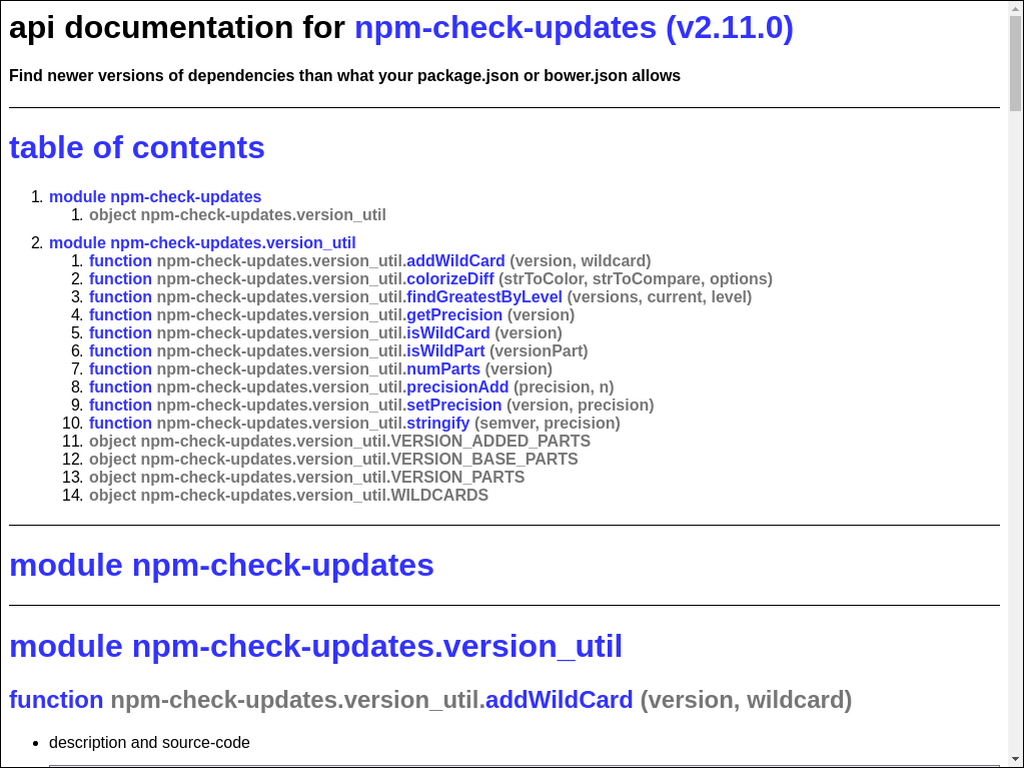 api documentation for npm-check-updates (v2.11.0)
Find newer versions of dependencies than what your package.json or bower.json allows
table of contents
1. module npm-check-updates
1. object npm-check-updates.version_util
2. module npm-check-updates.version_util
1. function npm-check-updates.version_util.addWildCard (version, wildcard)
2. function npm-check-updates.version_util.colorizeDiff (strToColor, strToCompare, options)
3. function npm-check-updates.version_util.findGreatestByLevel (versions, current, level)
4. function npm-check-updates.version_util.getPrecision (version)
5. function npm-check-updates.version_util.isWildCard (version)
6. function npm-check-updates.version_util.isWildPart (versionPart)
7. function npm-check-updates.version_util.numParts (version)
8. function npm-check-updates.version_util.precisionAdd (precision, n)
9. function npm-check-updates.version_util.setPrecision (version, precision)
10. function npm-check-updates.version_util.stringify (semver, precision)
11. object npm-check-updates.version_util.VERSION_ADDED_PARTS
12. object npm-check-updates.version_util.VERSION_BASE_PARTS
13. object npm-check-updates.version_util.VERSION_PARTS
14. object npm-check-updates.version_util.WILDCARDS
module npm-check-updates
module npm-check-updates.version_util
function npm-check-updates.version_util.addWildCard (version, wildcard)
• description and source-code